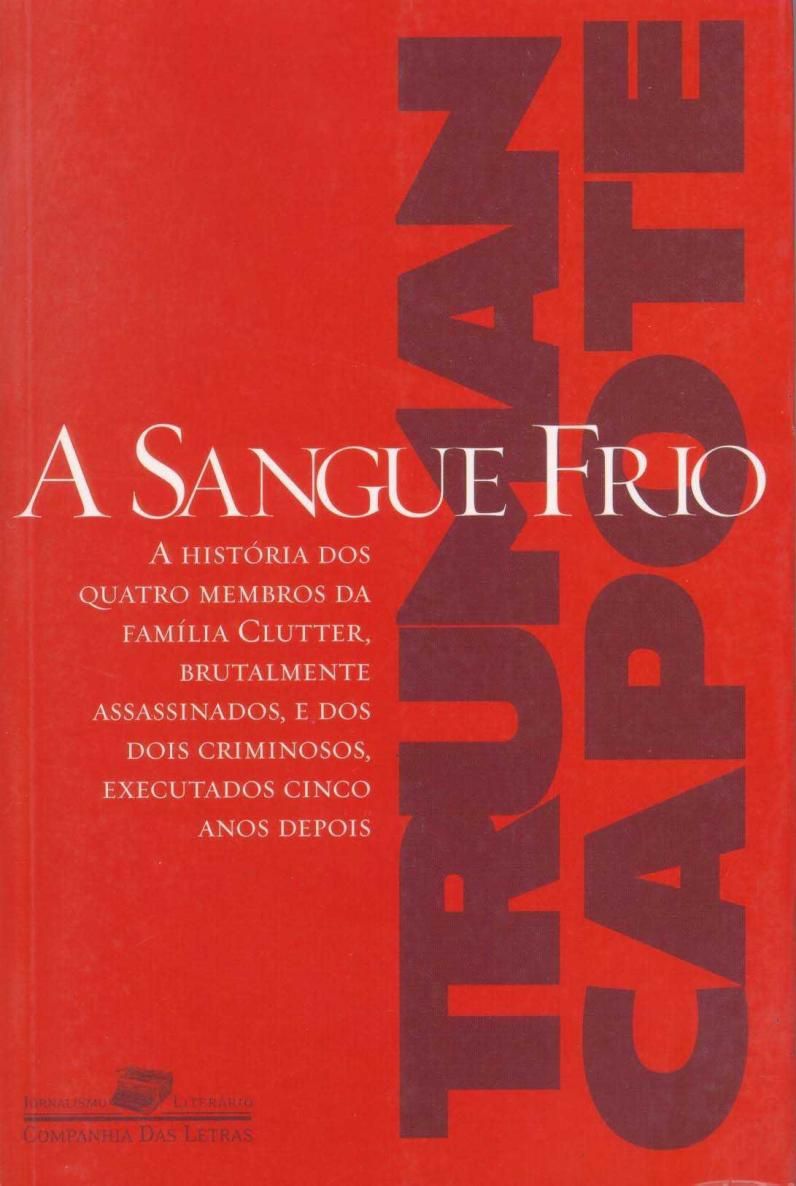 TRUMAN
CAPOTE
A SANGUE FRIO
A HISTÓRIA DOS
QUATRO MEMBROS DA
FAMÍLIA CLUTTER,
BRUTALMENTE
ASSASSINADOS, E DOS
DOIS CRIMINOSOS,
EXECUTADOS CINCO
ANOS DEPOIS
JORNALISMO LITERÁRIO
COMPANHIA DAS LETRAS